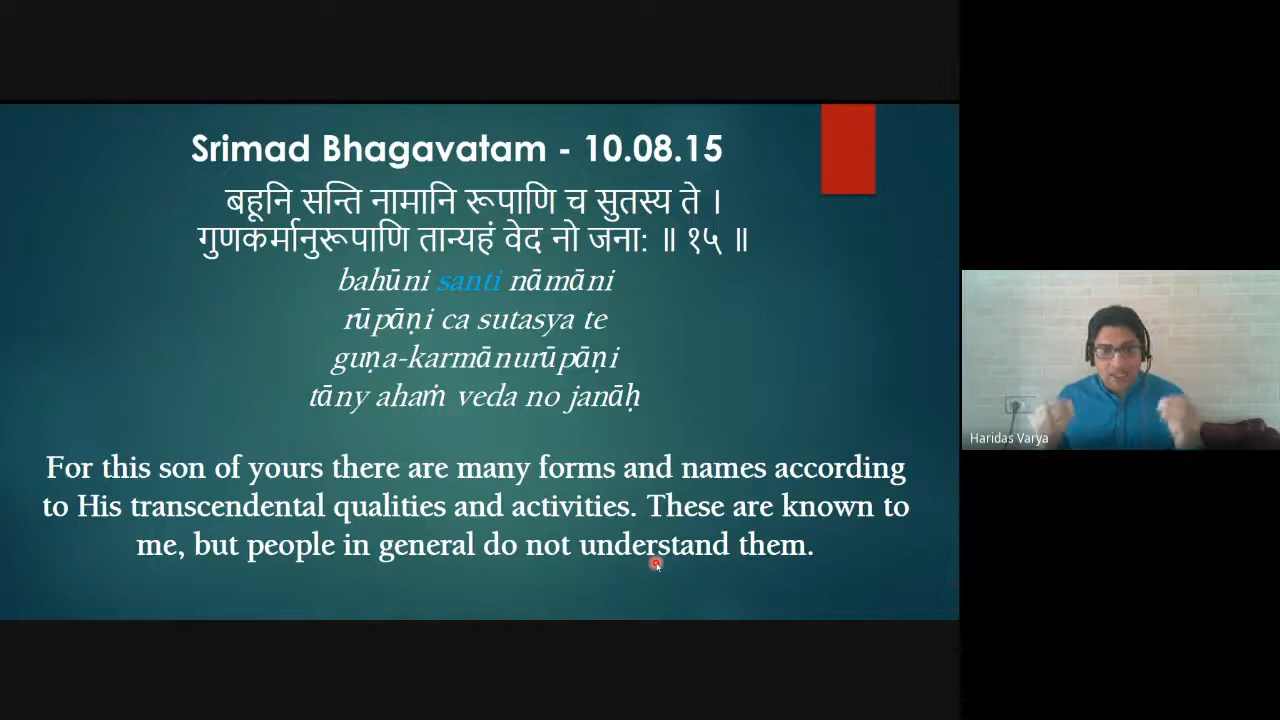 Srimad Bhagavatam - 10.08.15
बहूनि सन्ति नामानि रूपाणि च सुतस्य ते ।
गुणकर्मानुरूपाणि तान्यहं वेद नो जना: ॥ १५ ॥
bahūni santi nāmāni
rūpāṇi ca sutasya te
guṇa-karmānurūpāṇi
tāny ahaṁ veda no janāḥ
For this son of yours there are many forms and names according
to His transcendental qualities and activities. These are known to
me, but people in general do not understand them.
Haridas Varya